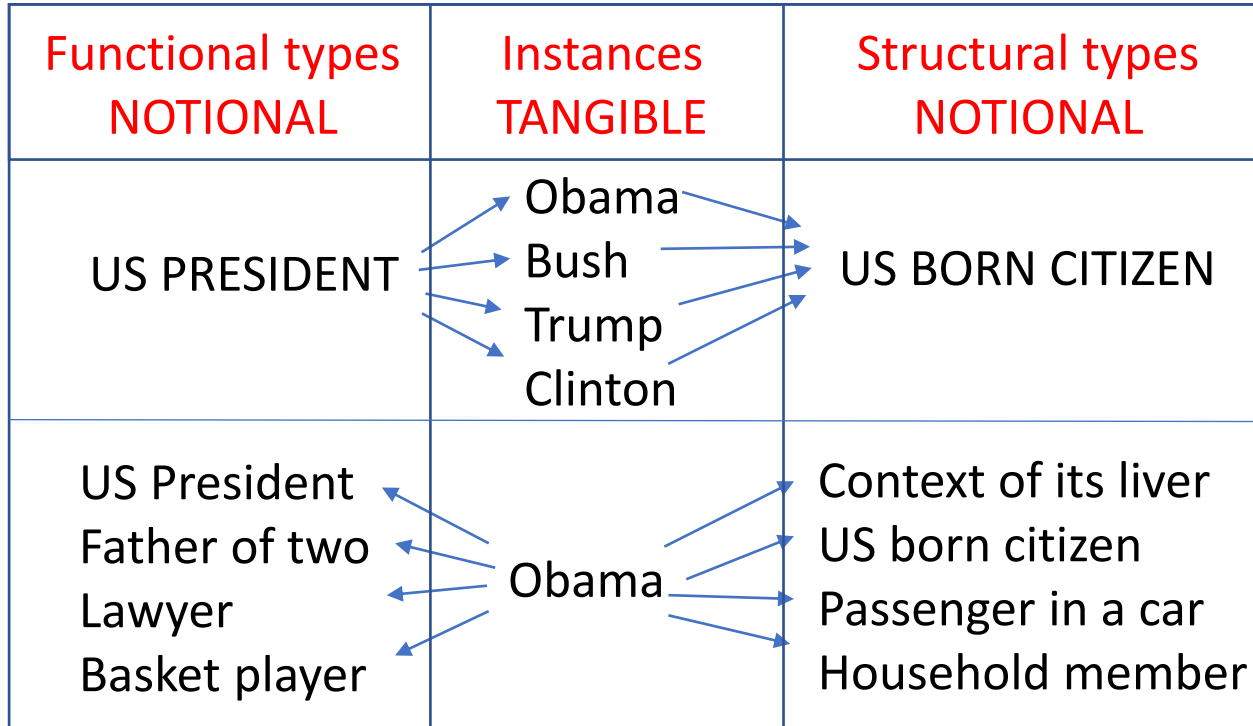 Functional types
NOTIONAL
Instances
TANGIBLE
Structural types
NOTIONAL
US PRESIDENT
Obama
Bush
Trump
Clinton
US BORN CITIZEN
US President
Father of two
Lawyer
Basket player
Obama
Context of its liver
US born citizen
Passenger in a car
Household member